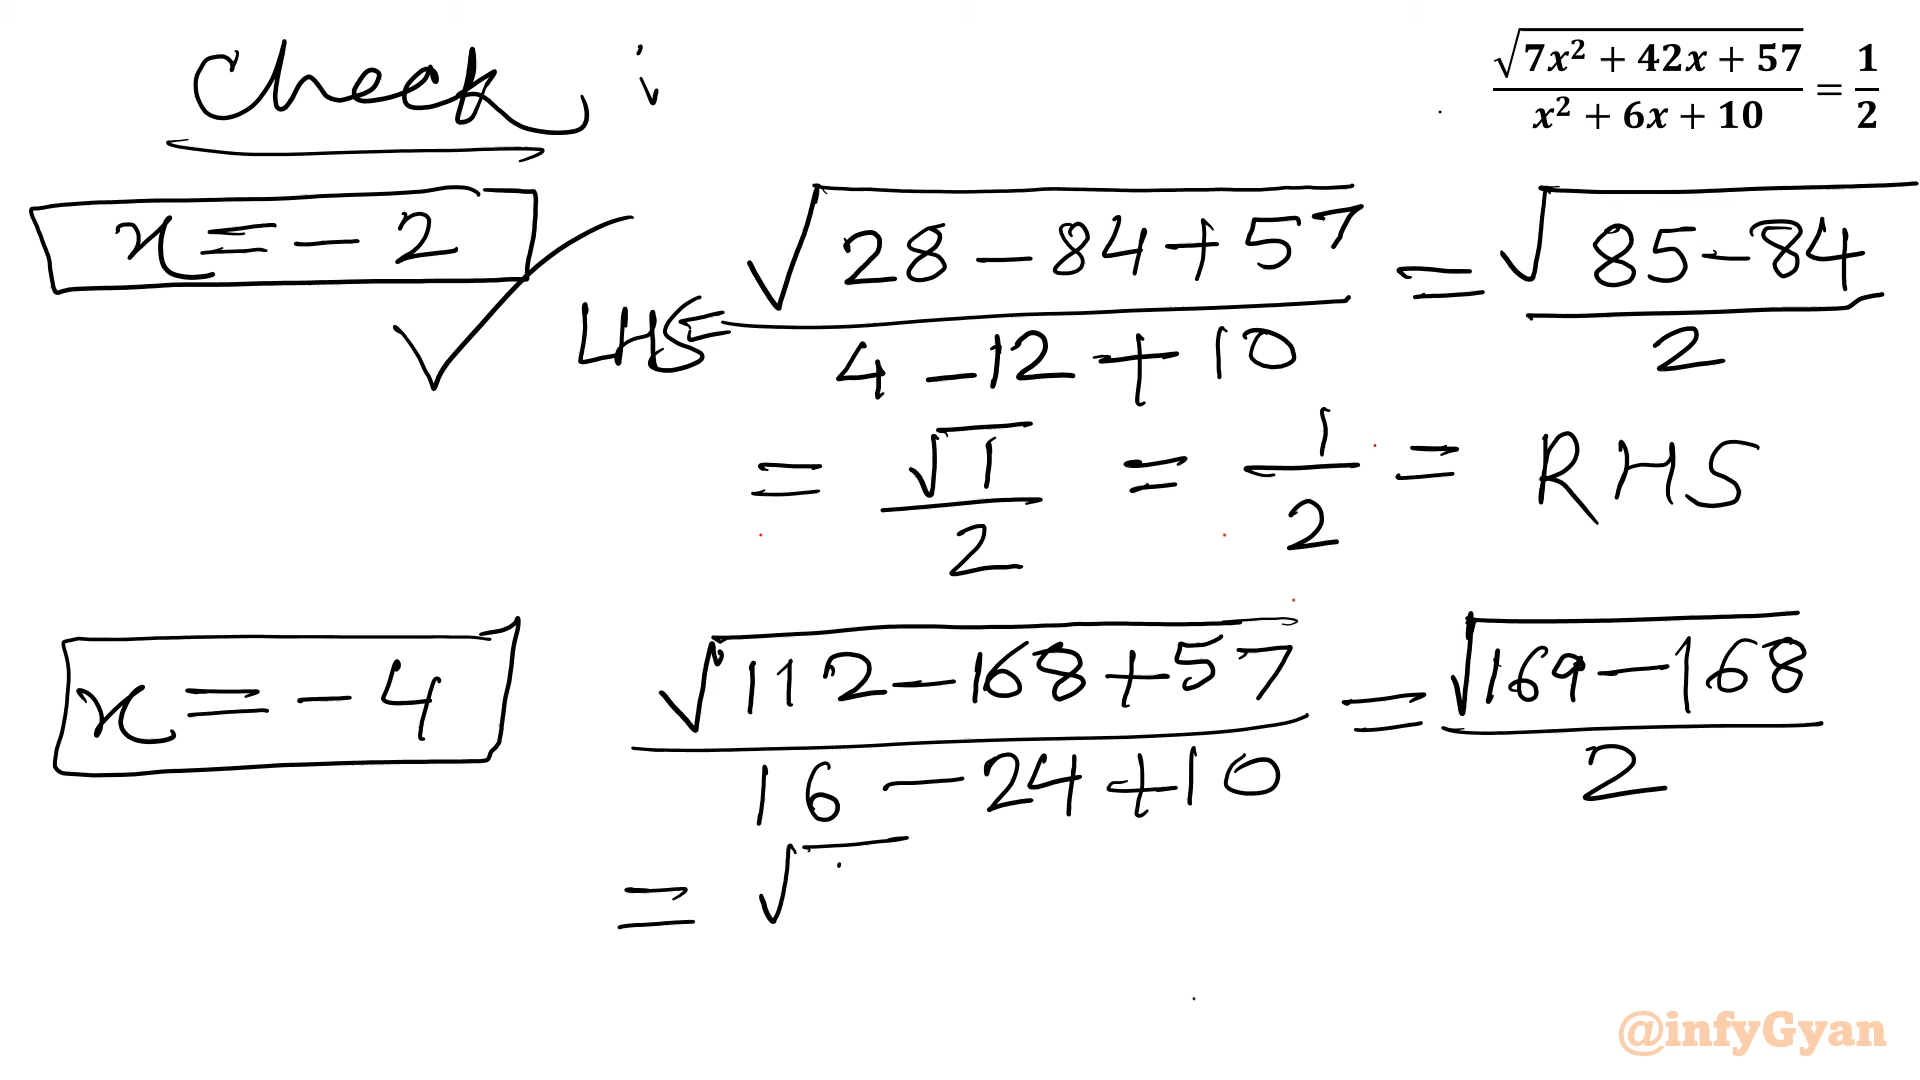 Check :
√(7x² + 42x + 57) / (x² + 6x + 10) = 1/2
x = - 2 ✓
LHS = √(28 - 84 + 57) / (4 - 12 + 10) = √(85 - 84) / 2
= √1 / 2 = 1/2 = RHS
x = - 4
√(112 - 168 + 57) / (16 - 24 + 10) = √(169 - 168) / 2
= √
@infyGyan